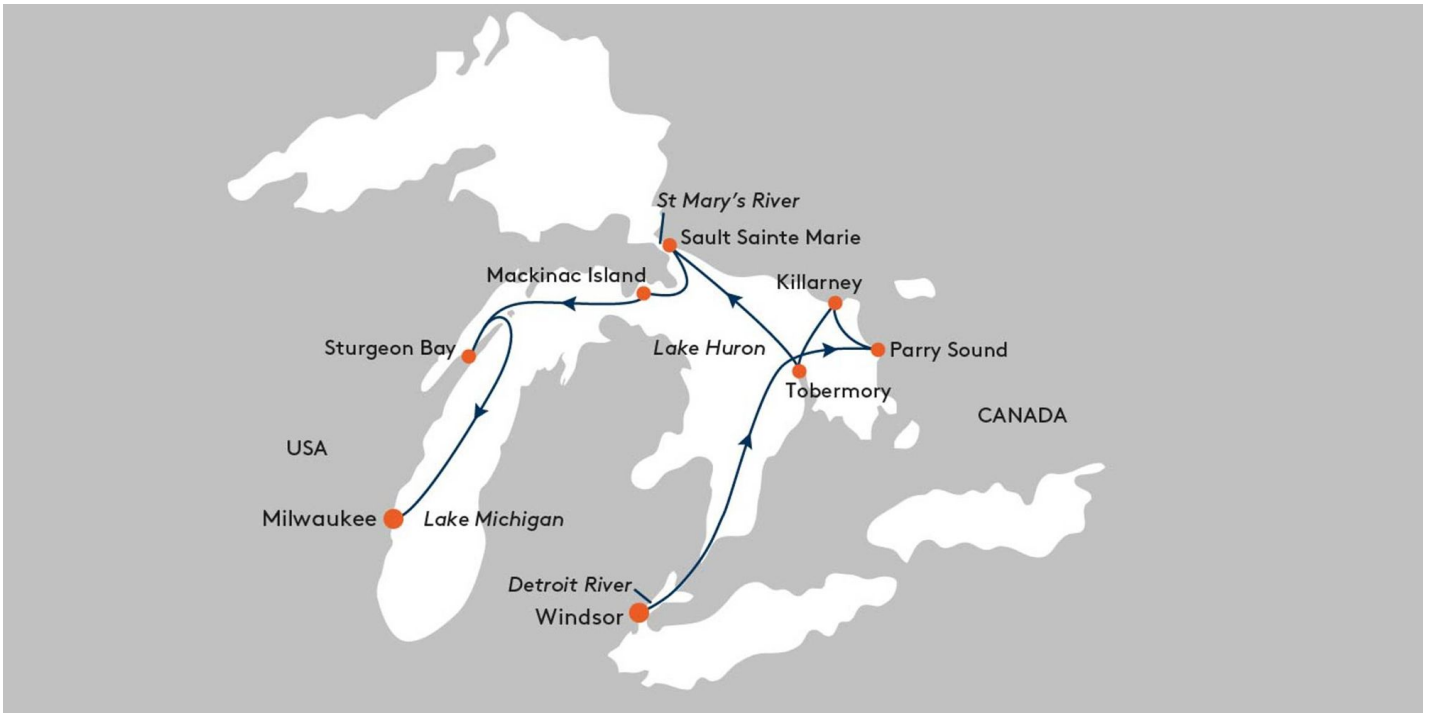 St Mary's River
Sault Sainte Marie
Mackinac Island
Killarney
Sturgeon Bay
Lake Huron
Parry Sound
Tobermory
CANADA
USA
Milwaukee
Lake Michigan
Detroit River
Windsor